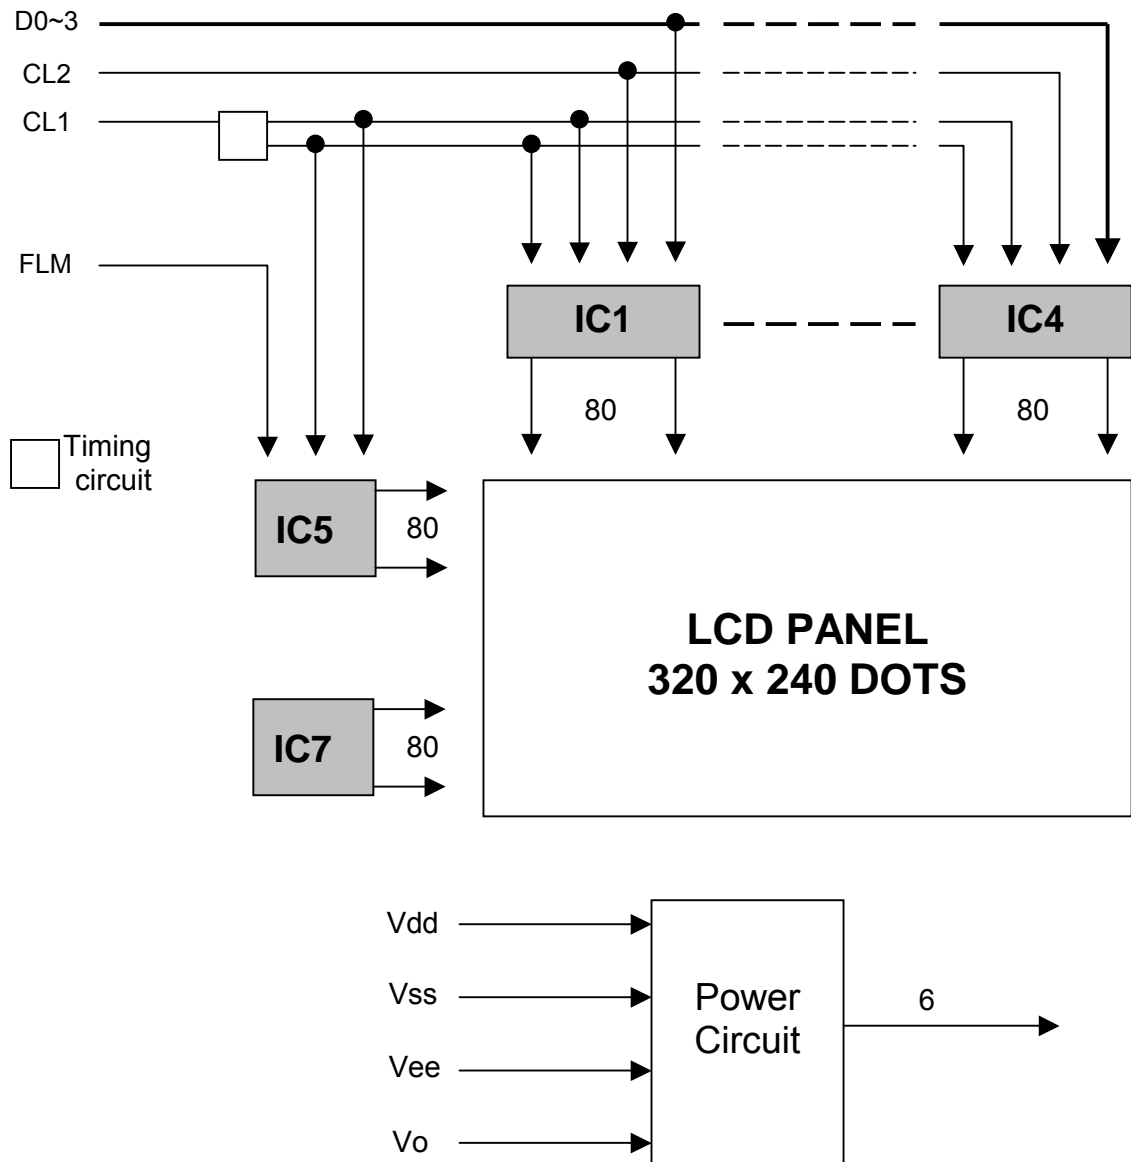 D0~3
CL2
CL1
FLM
IC1
IC4
80
80
Timing
circuit
IC5
80
LCD PANEL
320 x 240 DOTS
IC7
80
Vdd
Vss
Vee
Vo
Power
Circuit
6